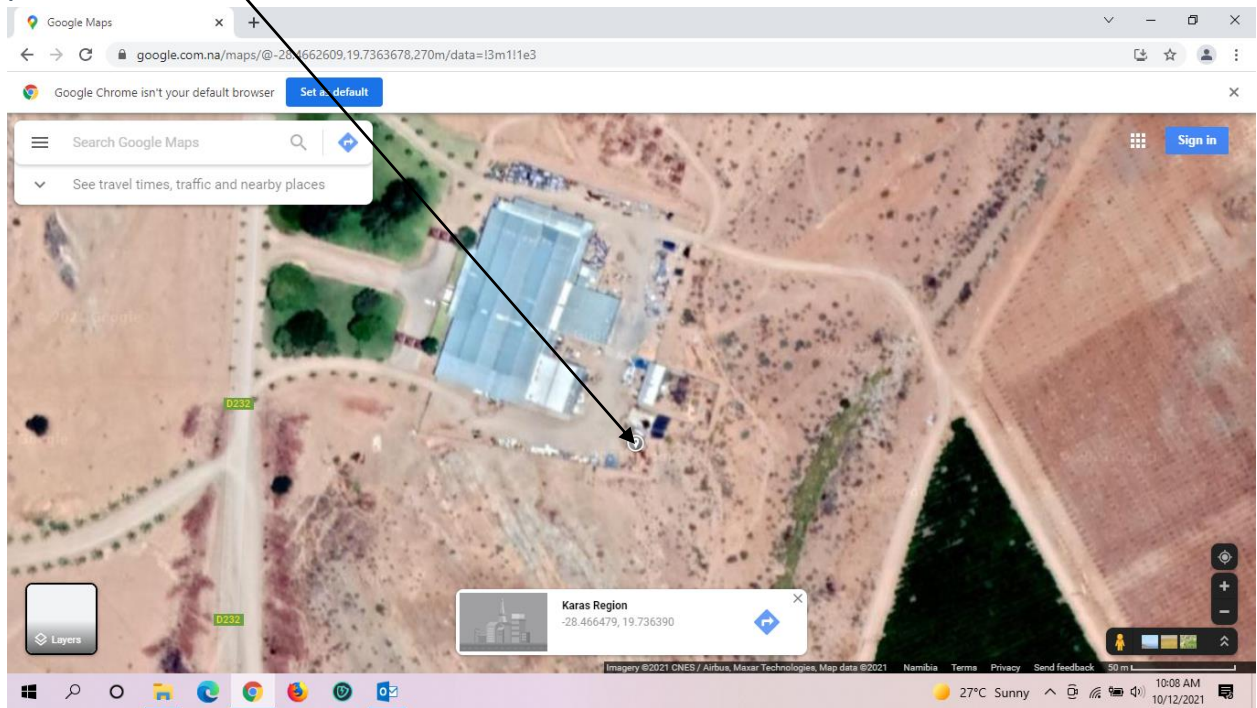 Google Maps
google.com.na/maps/@-28.4662609,19.7363678,270m/data=!3m1!1e3
Google Chrome isn't your default browser
Set as default
Search Google Maps
Sign in
See travel times, traffic and nearby places
D232
D232
Karas Region
-28.466479, 19.736390
Layers
Imagery ©2021 CNES / Airbus, Maxar Technologies, Map data ©2021 Namibia Terms Privacy Send feedback 50 m
27°C Sunny
10:08 AM
10/12/2021